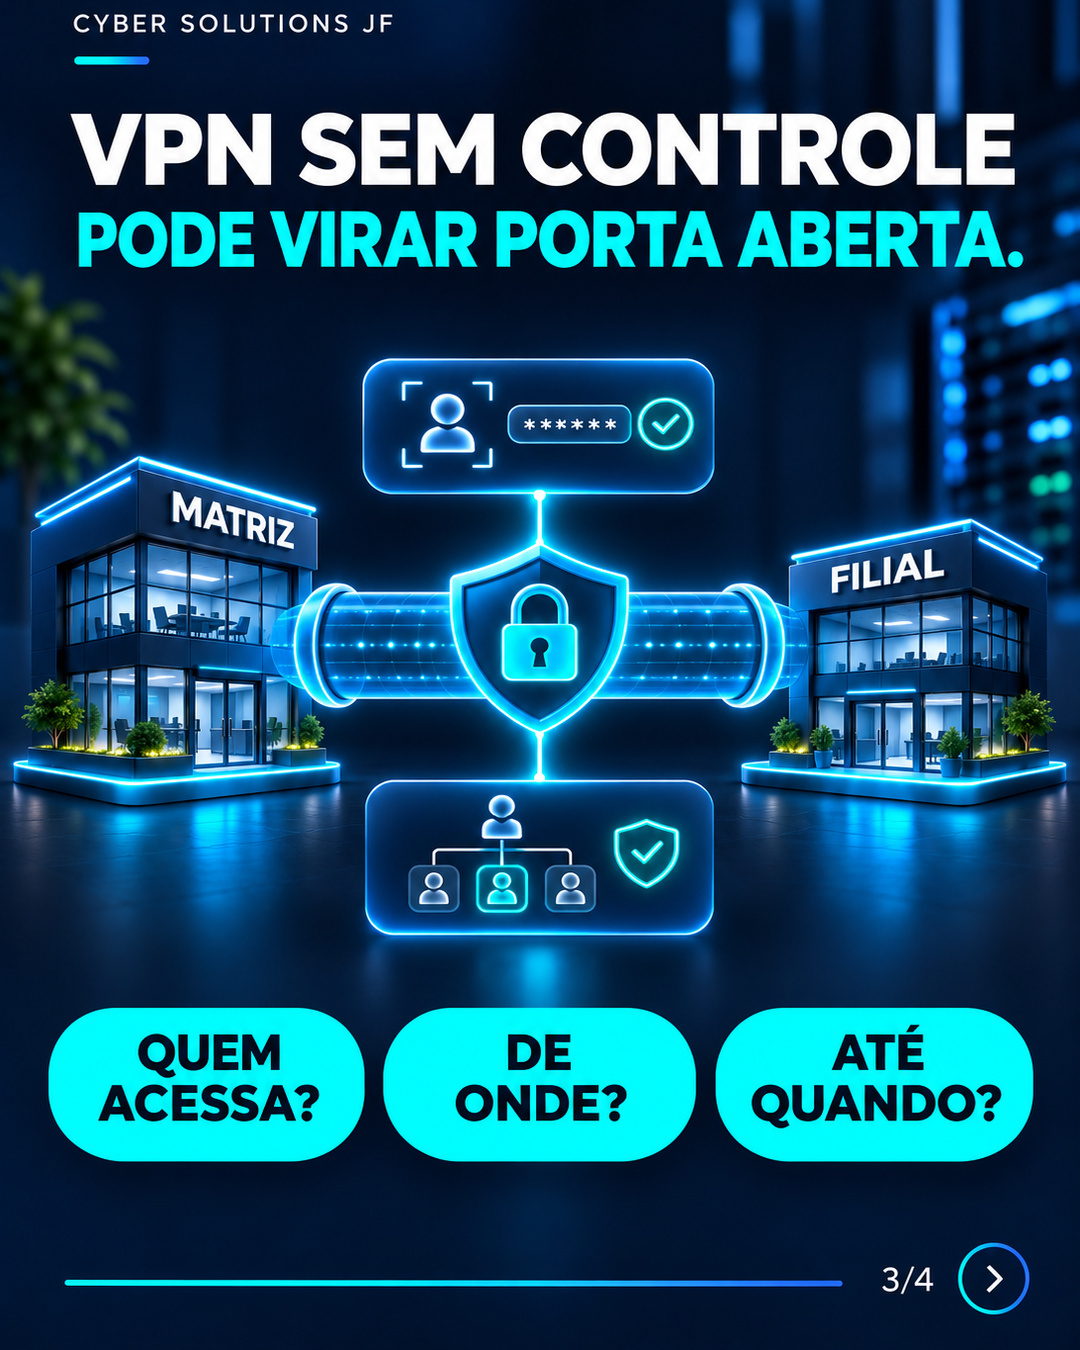 CYBER SOLUTIONS JF
VPN SEM CONTROLE
PODE VIRAR PORTA ABERTA.
******
MATRIZ
FILIAL
QUEM
ACESSA?
DE
ONDE?
ATÉ
QUANDO?
3/4